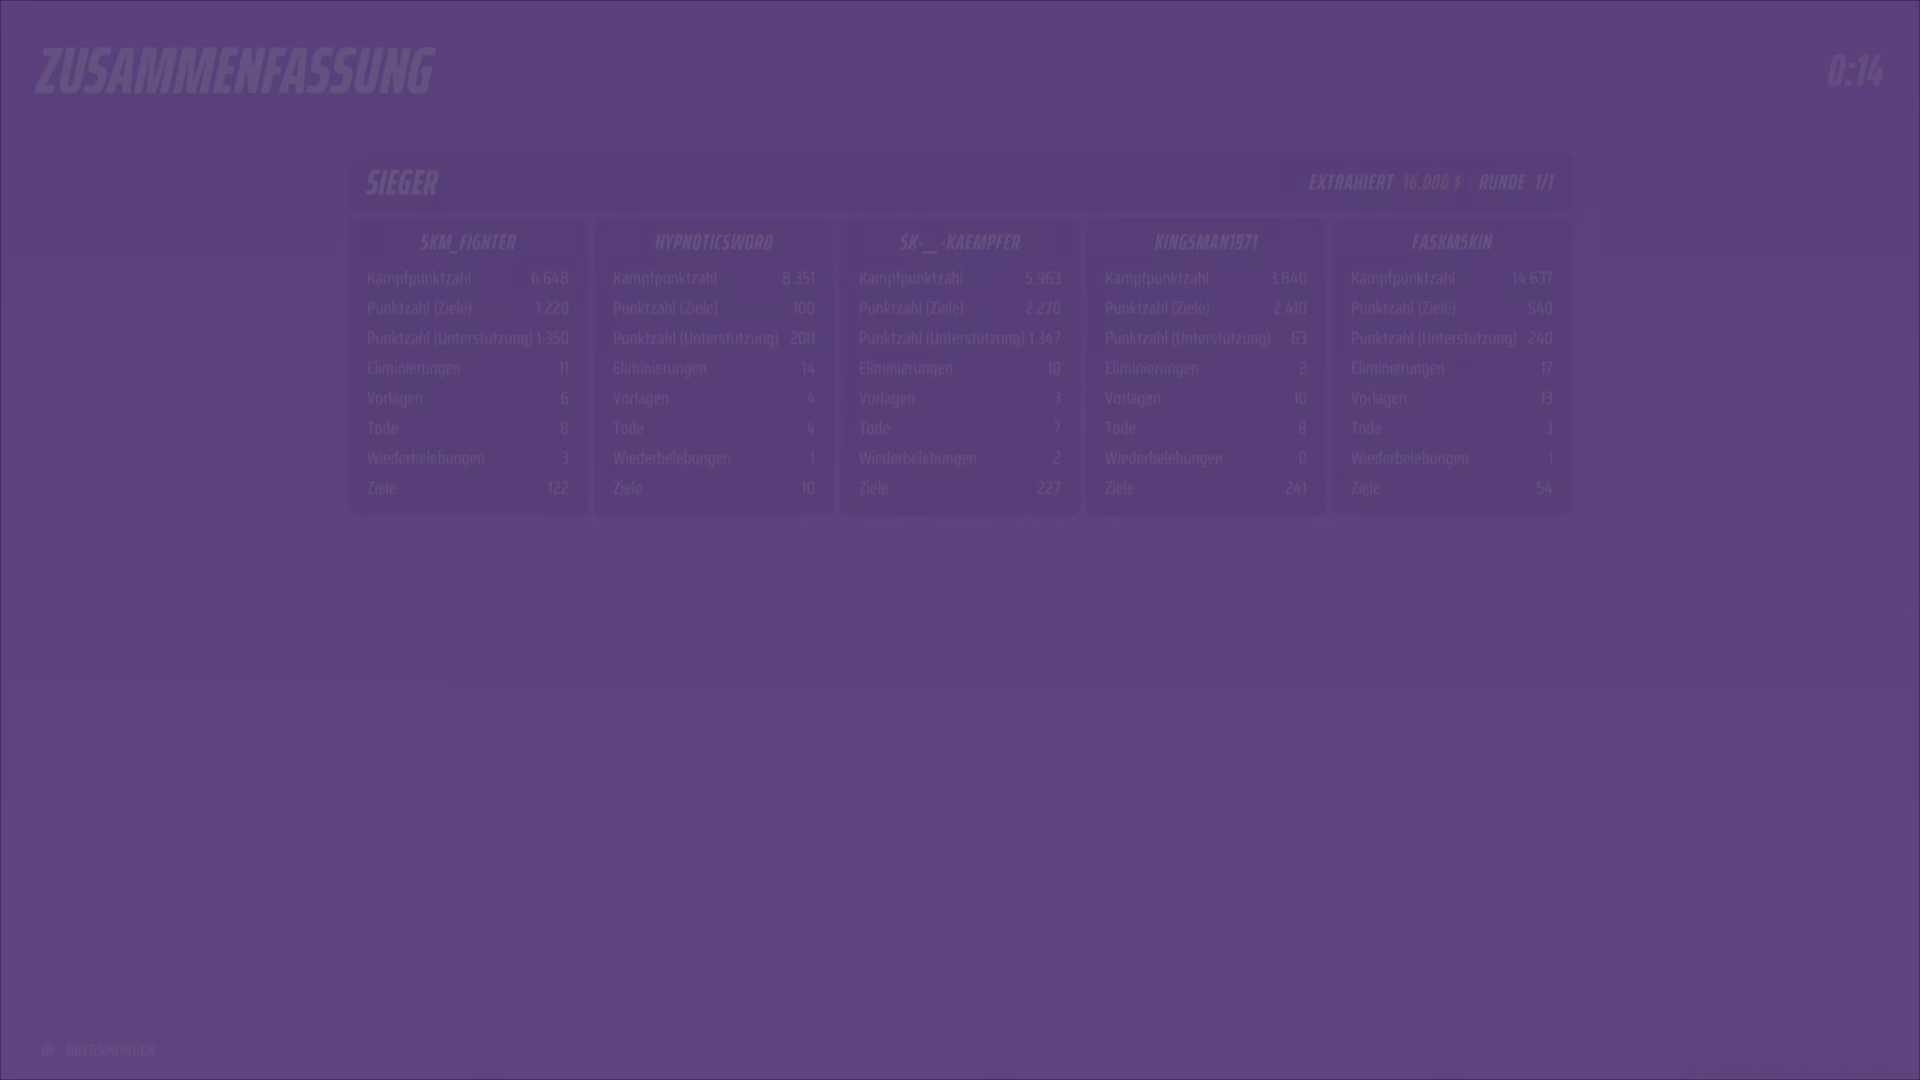 ZUSAMMENFASSUNG
0:14
SIEGER
EXTRAHIERT 16.000 $ | RUNDE 1/1
SKM_FIGHTER
Kampfpunktzahl 6.648
Punktzahl (Ziele) 1.220
Punktzahl (Unterstützung) 1.350
Eliminierungen 11
Vorlagen 6
Tode 8
Wiederbelebungen 3
Ziele 122
HYPNOTICSWORD
Kampfpunktzahl 8.351
Punktzahl (Ziele) 100
Punktzahl (Unterstützung) 200
Eliminierungen 14
Vorlagen 4
Tode 4
Wiederbelebungen 1
Ziele 10
SK-__-KAEMPFER
Kampfpunktzahl 5.963
Punktzahl (Ziele) 2.270
Punktzahl (Unterstützung) 1.347
Eliminierungen 10
Vorlagen 3
Tode 7
Wiederbelebungen 2
Ziele 227
KINGSMAN1971
Kampfpunktzahl 3.840
Punktzahl (Ziele) 2.410
Punktzahl (Unterstützung) 63
Eliminierungen 2
Vorlagen 10
Tode 8
Wiederbelebungen 0
Ziele 241
FASKMSKIN
Kampfpunktzahl 14.637
Punktzahl (Ziele) 540
Punktzahl (Unterstützung) 240
Eliminierungen 17
Vorlagen 13
Tode 3
Wiederbelebungen 1
Ziele 54
ÜBERSPRINGEN